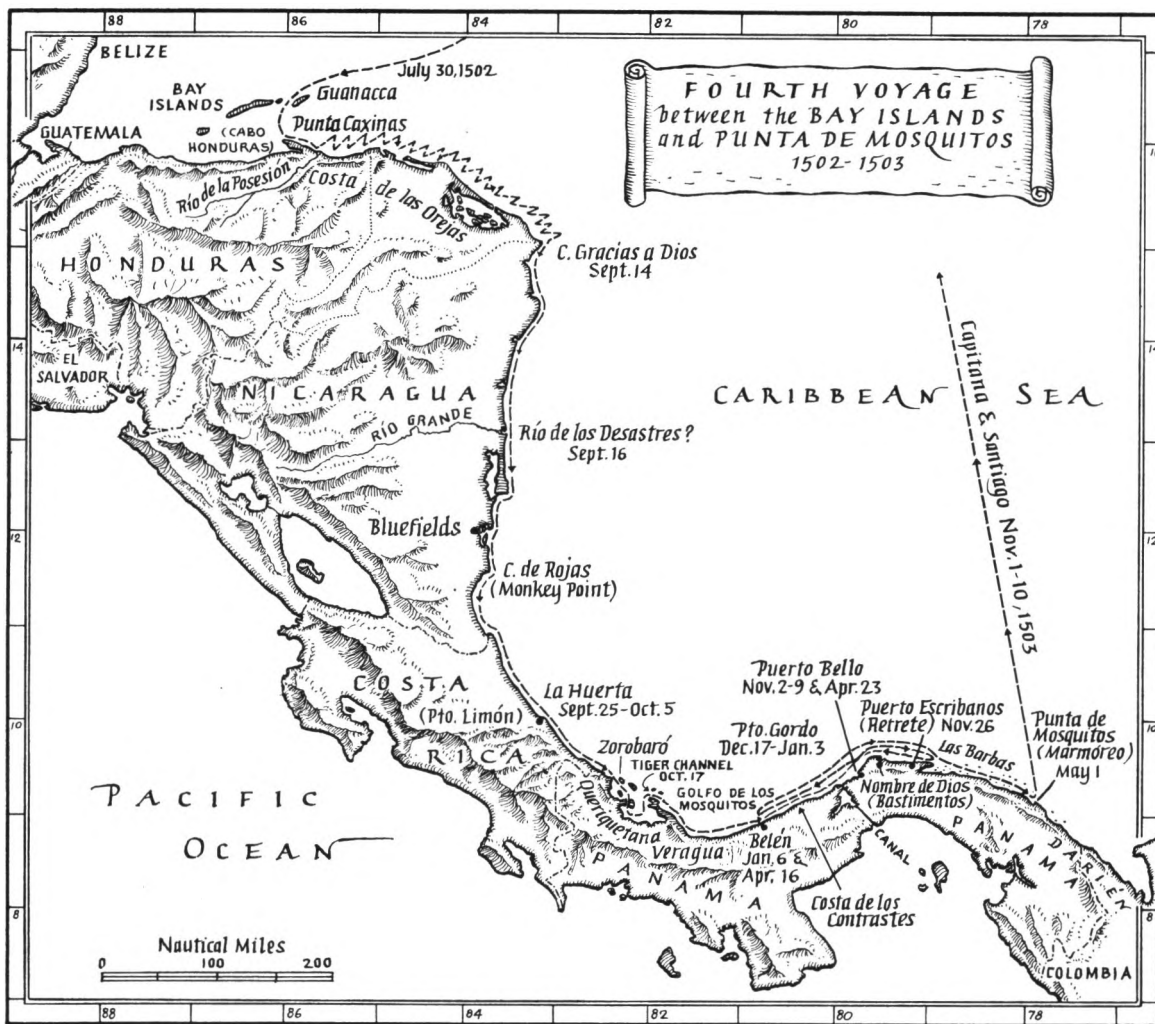 88
86
84
82
80
78
BELIZE
July 30, 1502
BAY
ISLANDS
Guanacca
(CABO
HONDURAS)
Punta Caxinas
GUATEMALA
Río de la Posesion
Costa
de las Orejas
FOURTH VOYAGE
between the BAY ISLANDS
and PUNTA DE MOSQUITOS
1502-1503
HONDURAS
C. Gracias a Dios
Sept. 14
14
14
EL
SALVADOR
NICARAGUA
RÍO GRANDE
CARIBBEAN SEA
Capitana & Santiago Nov. 1-10, 1503
Río de los Desastres?
Sept. 16
12
12
Bluefields
C. de Rojas
(Monkey Point)
COSTA
RICA
(Pto. Limón)
La Huerta
Sept. 25-Oct. 5
10
10
Puerto Bello
Nov. 2-9 & Apr. 23
Puerto Escribanos
(Retrete) Nov. 26
Pto. Gordo
Dec. 17-Jan. 3
Las Barbas
Punta de
Mosquitos
(Marmóreo)
May 1
Zorobaró
TIGER CHANNEL
OCT. 17
GOLFO DE LOS
MOSQUITOS
Nombre de Dios
(Bastimentos)
PACIFIC
OCEAN
Querquetana
Veragua
Belén
Jan. 6 &
Apr. 16
CANAL
PANAMA
PANAMA
DARIÉN
Costa de los
Contrastes
8
8
COLOMBIA
Nautical Miles
0 100 200
88
86
84
82
80
78